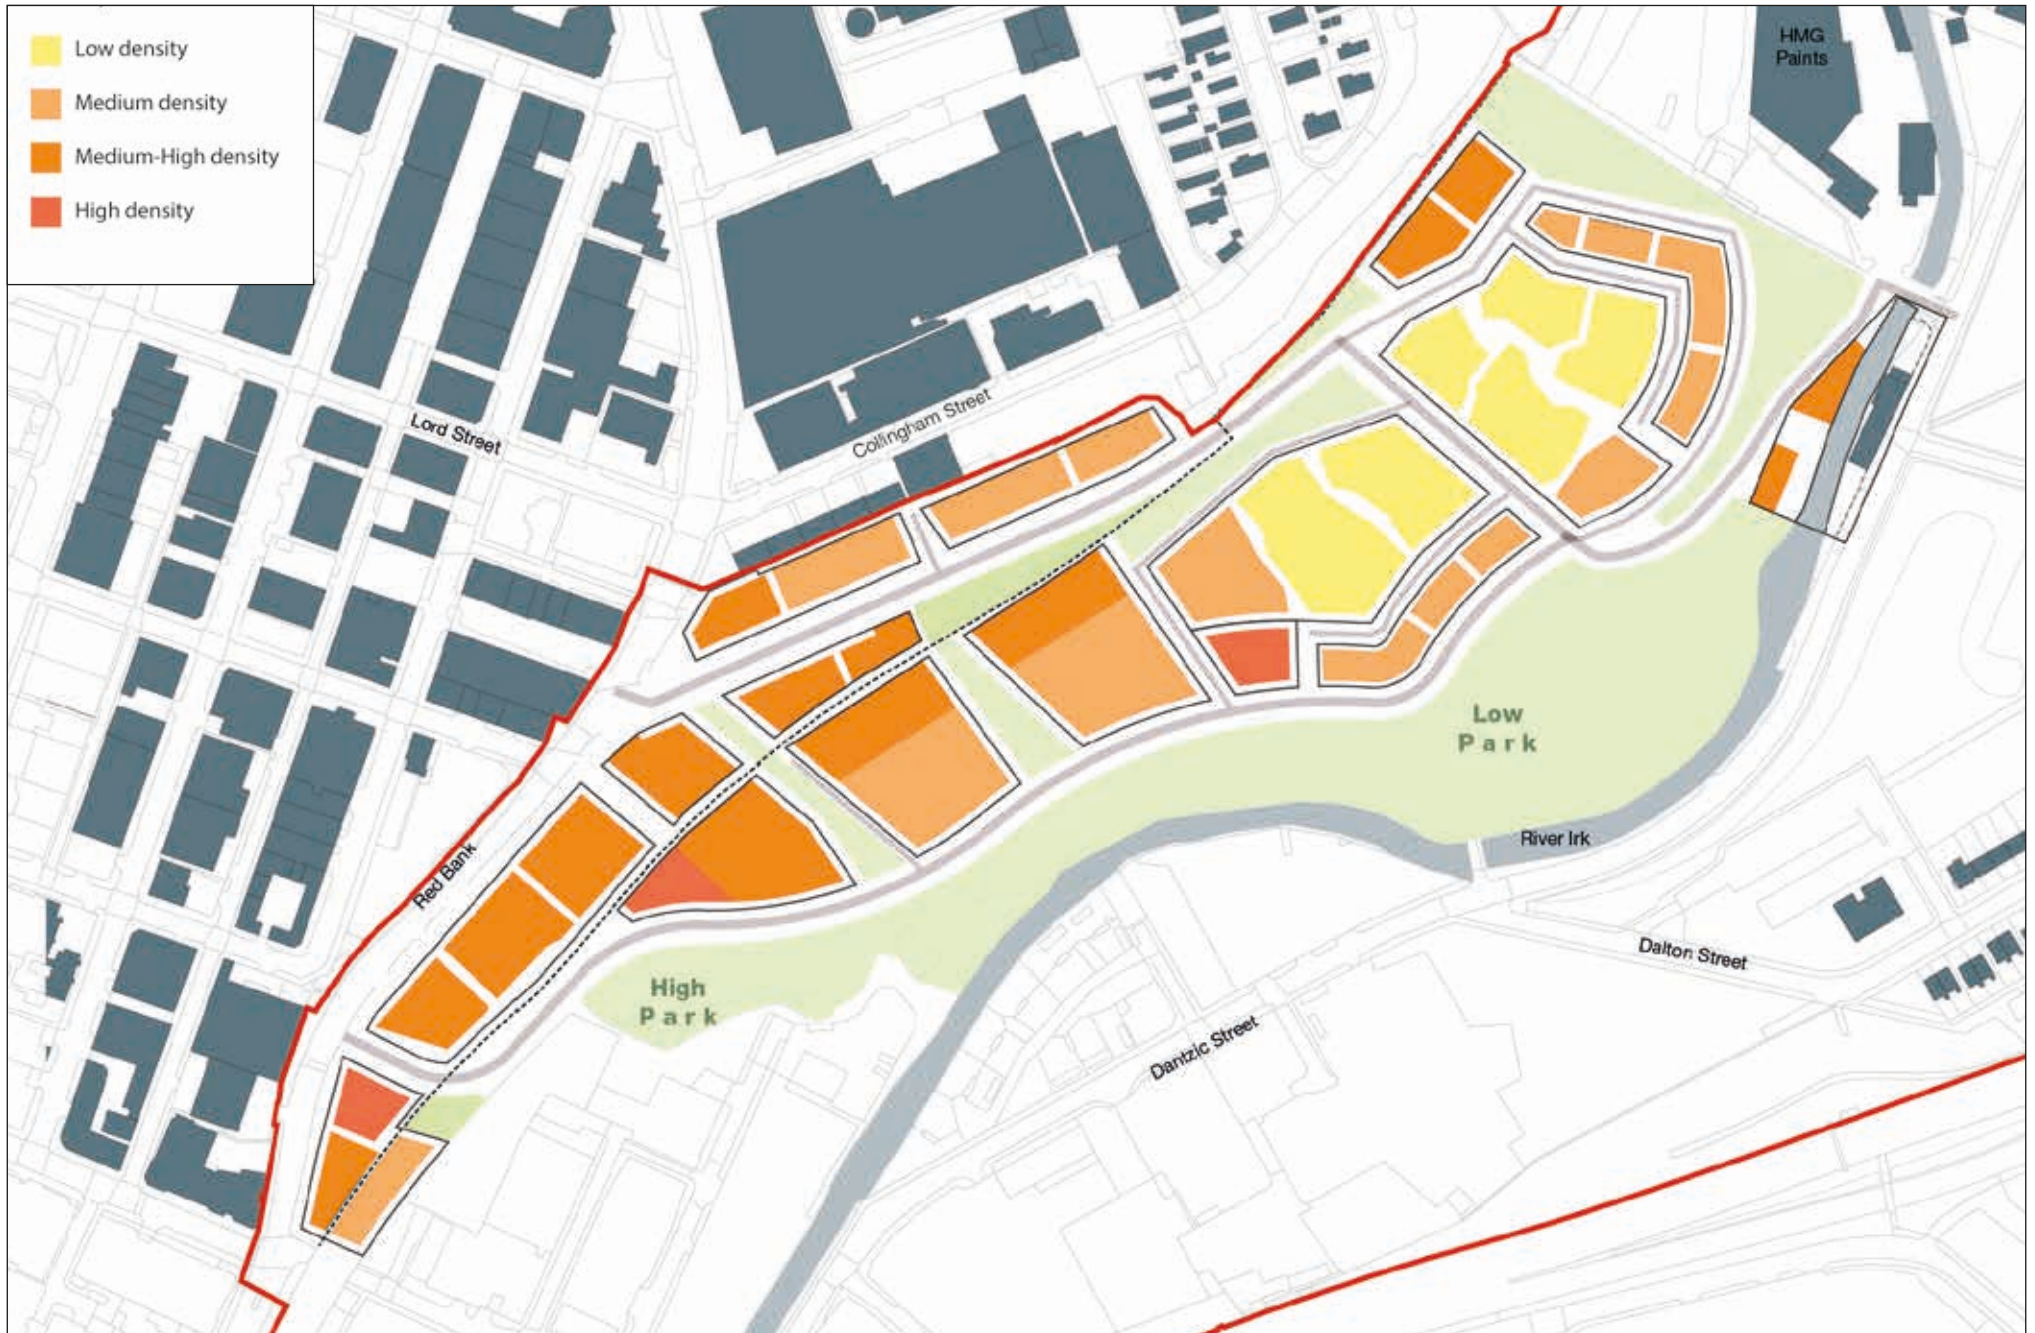 Low density
Medium density
Medium-High density
High density
HMG
Paints
Lord Street
Collingham Street
Low
Park
River Irk
Red Bank
Dalton Street
High
Park
Dantzic Street